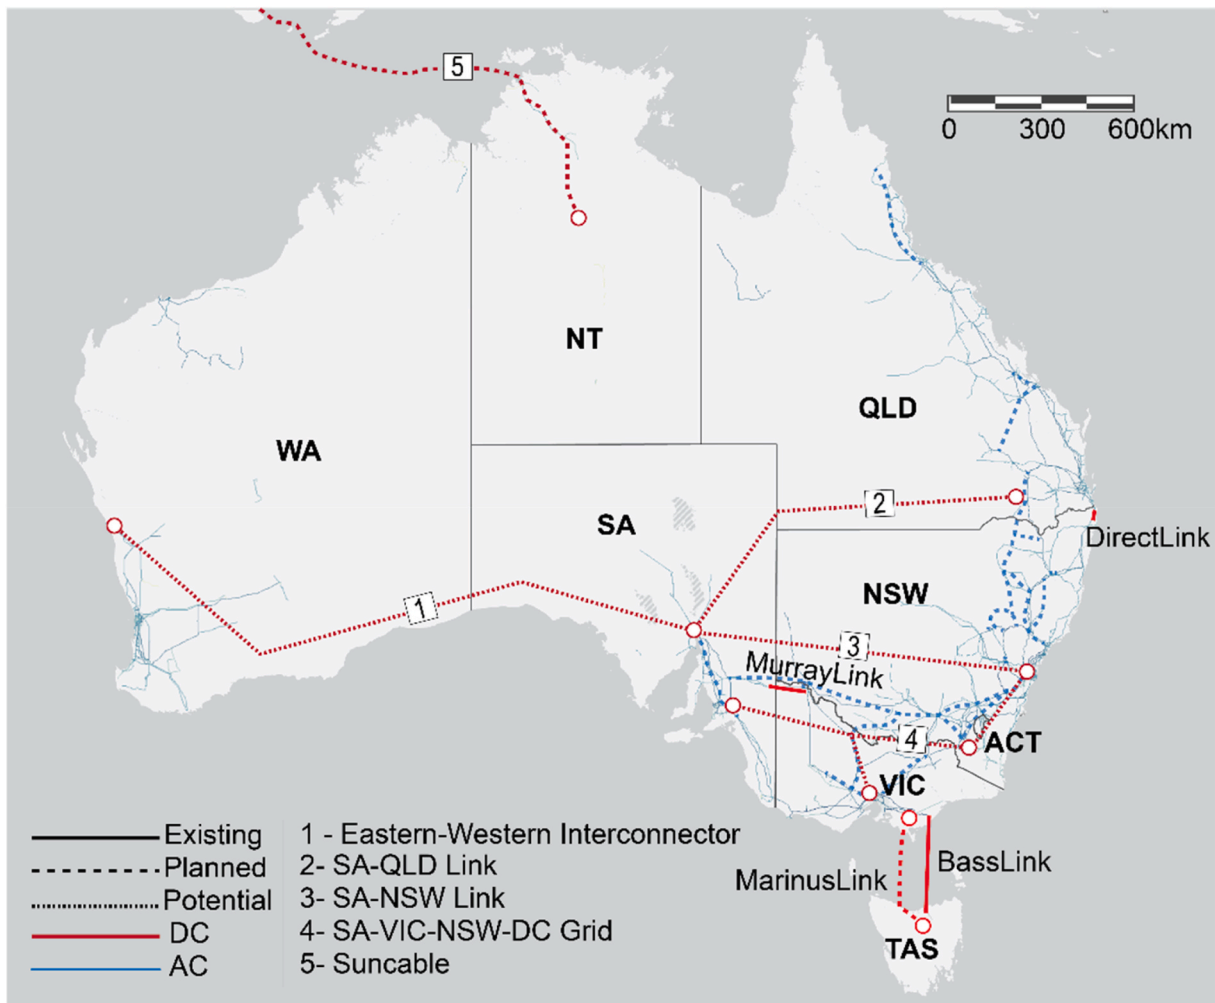 5
0 300 600km
NT
QLD
WA
2
SA
DirectLink
1
NSW
3
MurrayLink
4
ACT
VIC
Existing
Planned
Potential
DC
AC
1 - Eastern-Western Interconnector
2- SA-QLD Link
3- SA-NSW Link
4- SA-VIC-NSW-DC Grid
5- Suncable
MarinusLink
BassLink
TAS